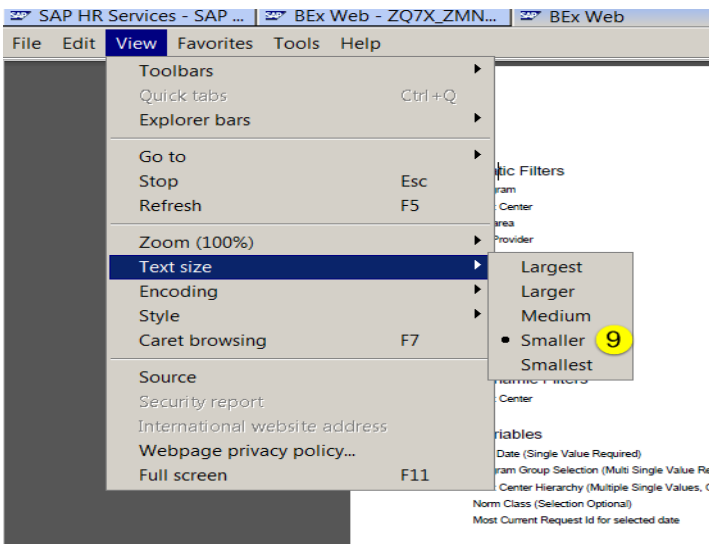 SAP HR Services - SAP ... BEx Web - ZQ7X_ZMN... BEx Web
File Edit View Favorites Tools Help
Toolbars
Quick tabs Ctrl+Q
Explorer bars
Go to
Stop Esc
Refresh F5
Zoom (100%)
Text size
Encoding
Style
Caret browsing F7
Source
Security report
International website address
Webpage privacy policy...
Full screen F11
Largest
Larger
Medium
Smaller 9
Smallest
tic Filters
ram
Center
area
Provider
namic Filters
Center
riables
Date (Single Value Required)
ram Group Selection (Multi Single Value Re
Center Hierarchy (Multiple Single Values, G
Norm Class (Selection Optional)
Most Current Request Id for selected date